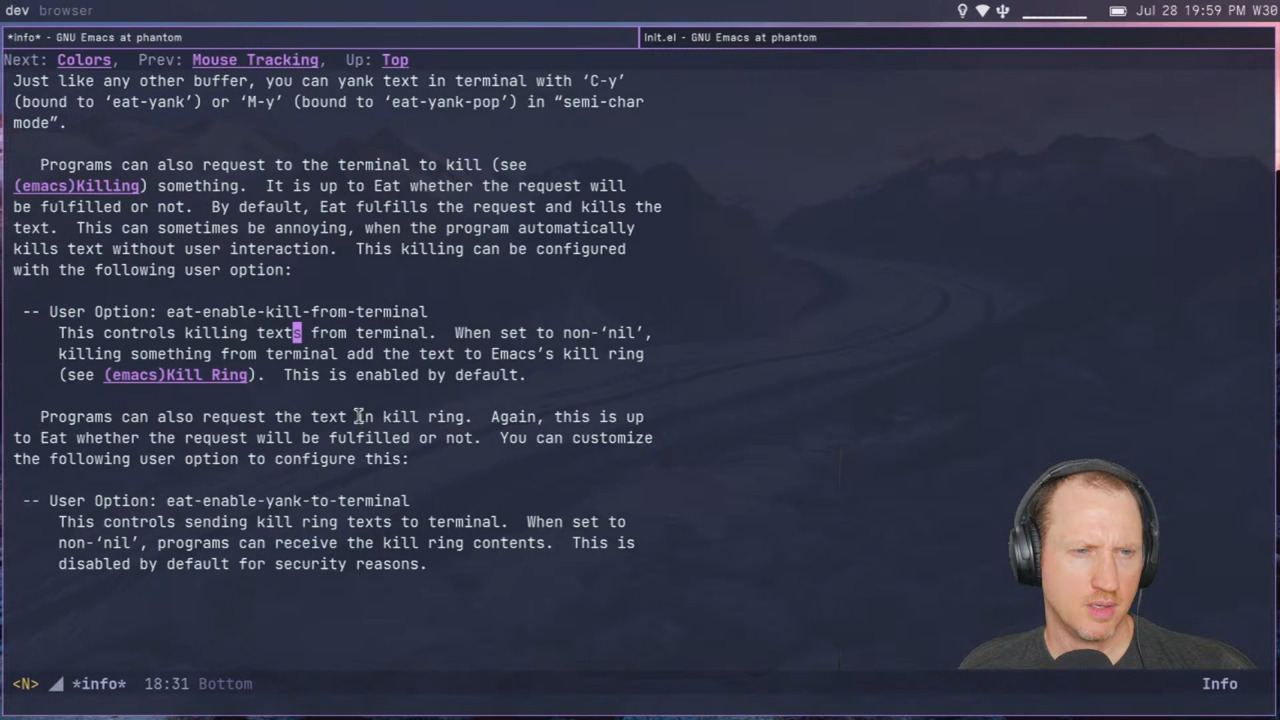 dev browser Jul 28 19:59 PM W30
*info* - GNU Emacs at phantom init.el - GNU Emacs at phantom
Next: Colors, Prev: Mouse Tracking, Up: Top
Just like any other buffer, you can yank text in terminal with ‘C-y’
(bound to ‘eat-yank’) or ‘M-y’ (bound to ‘eat-yank-pop’) in “semi-char
mode”.
Programs can also request to the terminal to kill (see
(emacs)Killing) something. It is up to Eat whether the request will
be fulfilled or not. By default, Eat fulfills the request and kills the
text. This can sometimes be annoying, when the program automatically
kills text without user interaction. This killing can be configured
with the following user option:
-- User Option: eat-enable-kill-from-terminal
This controls killing texts from terminal. When set to non-‘nil’,
killing something from terminal add the text to Emacs’s kill ring
(see (emacs)Kill Ring). This is enabled by default.
Programs can also request the text in kill ring. Again, this is up
to Eat whether the request will be fulfilled or not. You can customize
the following user option to configure this:
-- User Option: eat-enable-yank-to-terminal
This controls sending kill ring texts to terminal. When set to
non-‘nil’, programs can receive the kill ring contents. This is
disabled by default for security reasons.
<N> *info* 18:31 Bottom Info